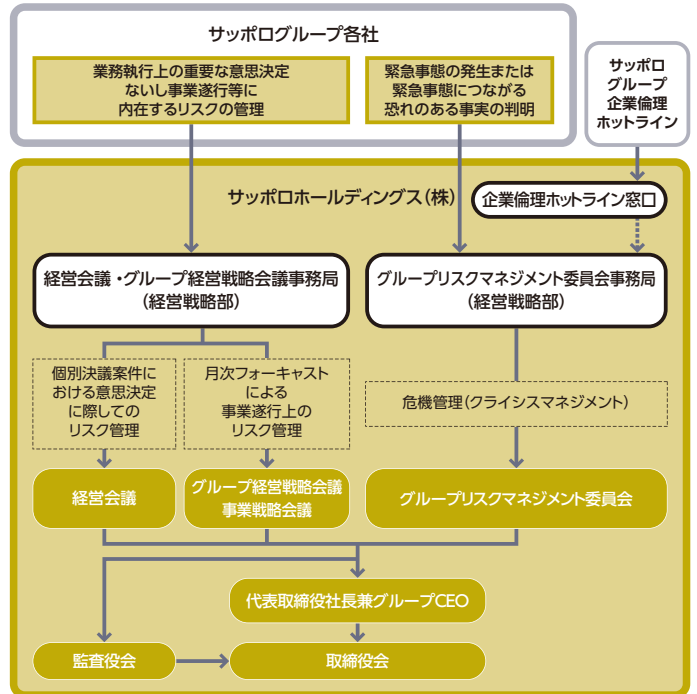 サッポログループ各社
業務執行上の重要な意思決定
ないし事業遂行等に
内在するリスクの管理
緊急事態の発生または
緊急事態につながる
恐れのある事実の判明
サッポロ
グループ
企業倫理
ホットライン
サッポロホールディングス(株)
企業倫理ホットライン窓口
経営会議・グループ経営戦略会議事務局
(経営戦略部)
グループリスクマネジメント委員会事務局
(経営戦略部)
個別決議案件に
おける意思決定
に際しての
リスク管理
月次フォーキャスト
による
事業遂行上の
リスク管理
危機管理(クライシスマネジメント)
経営会議
グループ経営戦略会議
事業戦略会議
グループリスクマネジメント委員会
代表取締役社長兼グループCEO
監査役会
取締役会